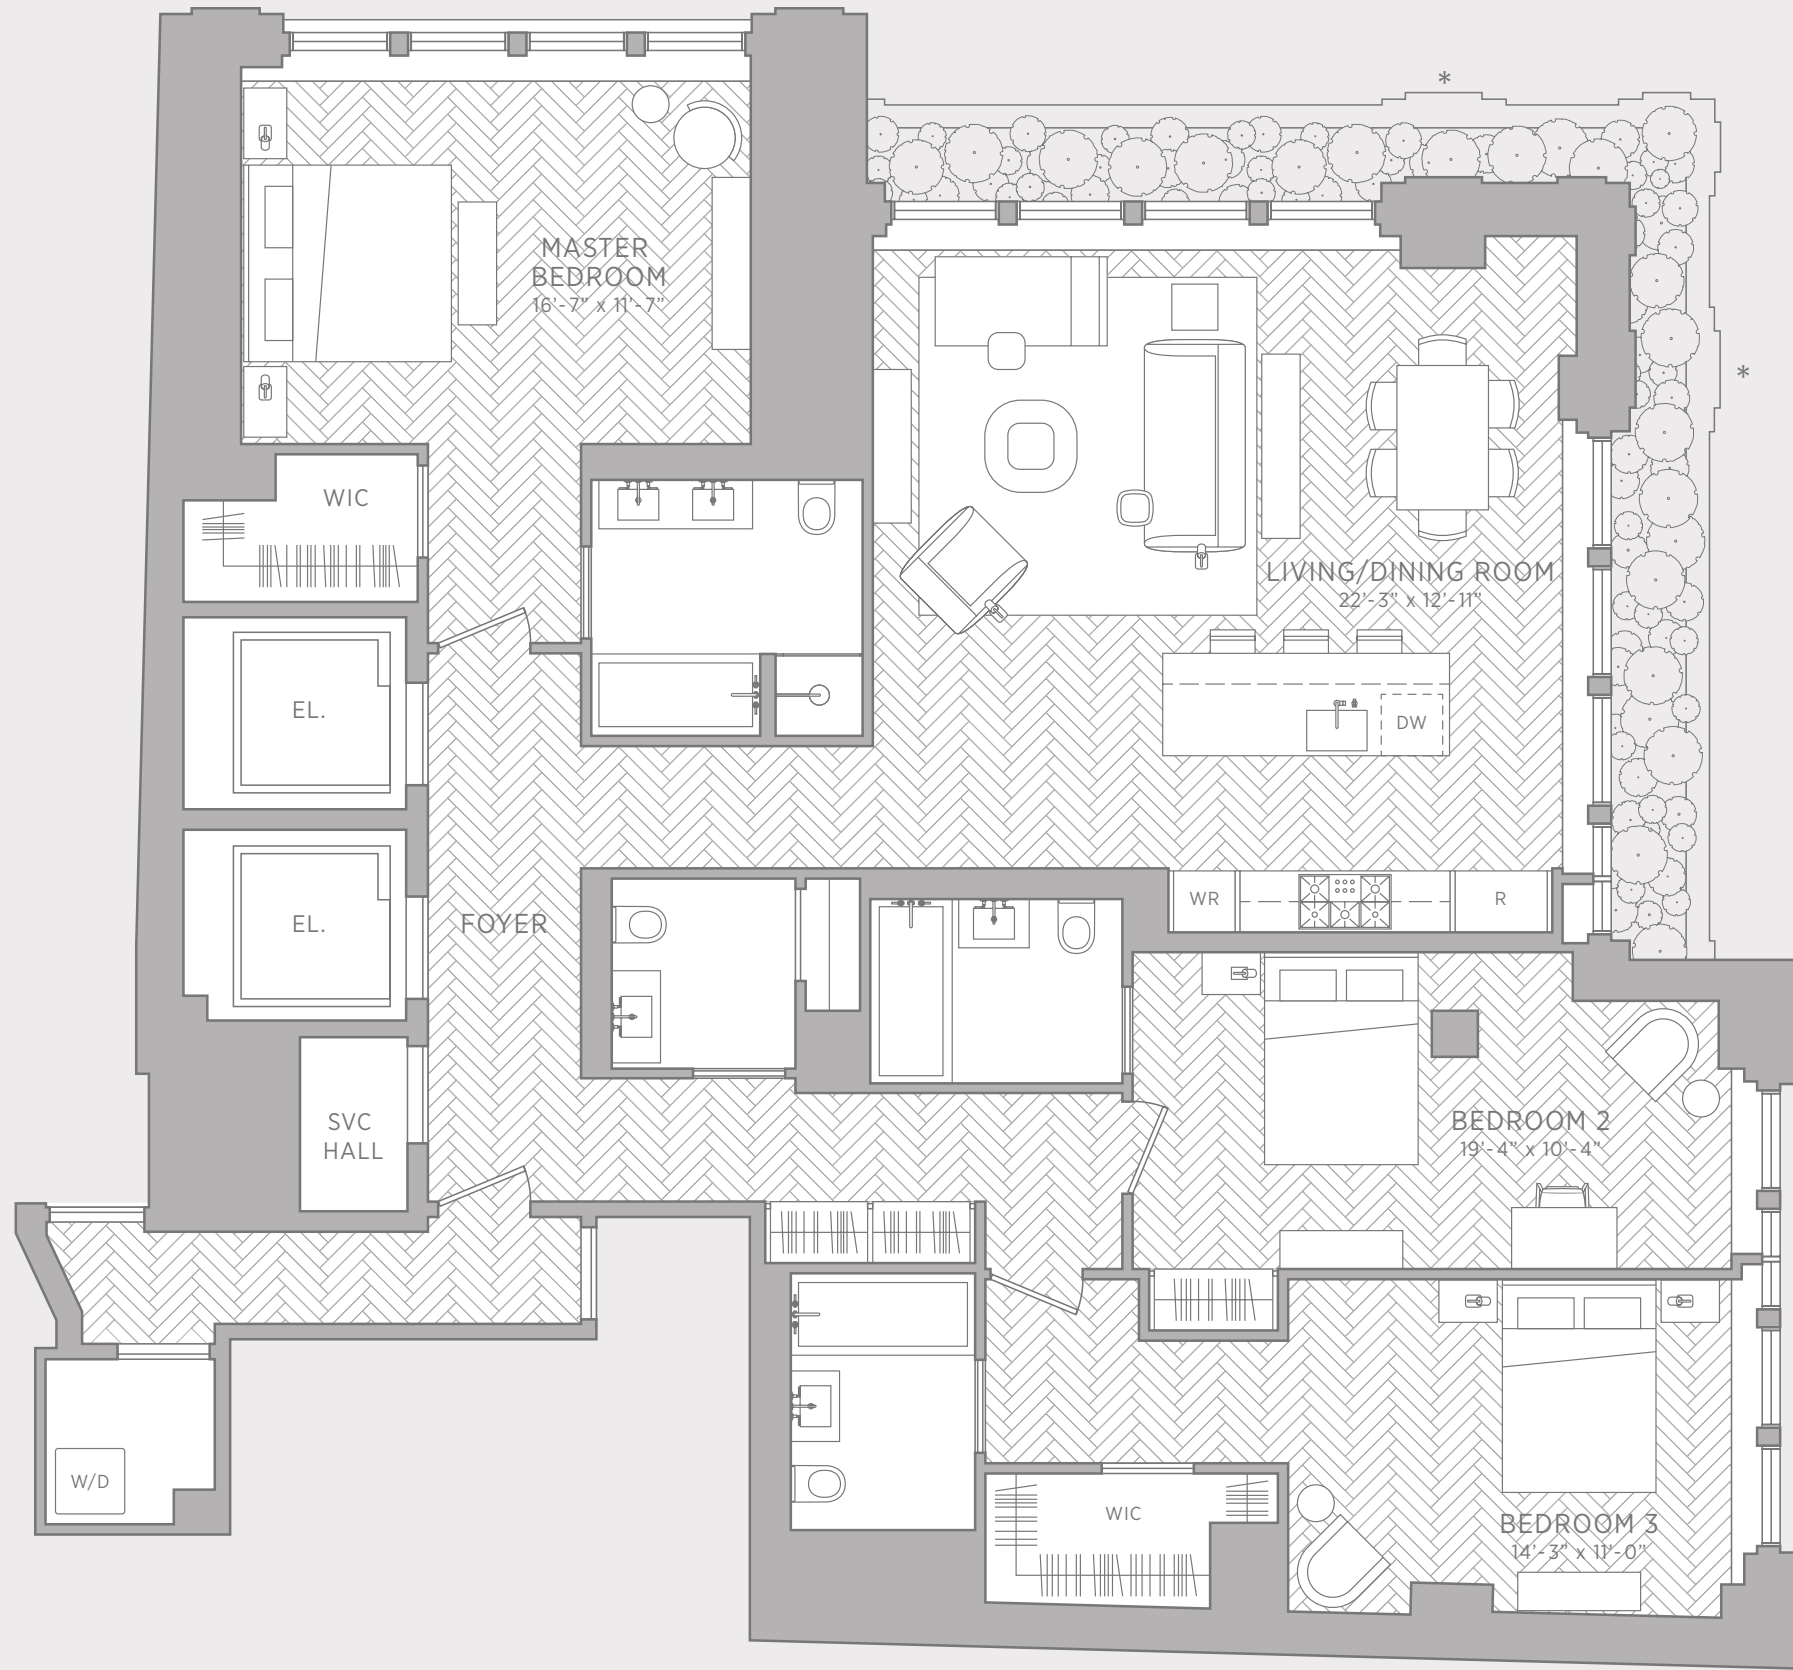 *
MASTER
BEDROOM
16'-7" x 11'-7"
*
WIC
LIVING/DINING ROOM
22'-3" x 12'-11"
EL.
DW
WR
R
EL.
FOYER
SVC
HALL
BEDROOM 2
19'-4" x 10'-4"
W/D
WIC
BEDROOM 3
14'-3" x 11'-0"